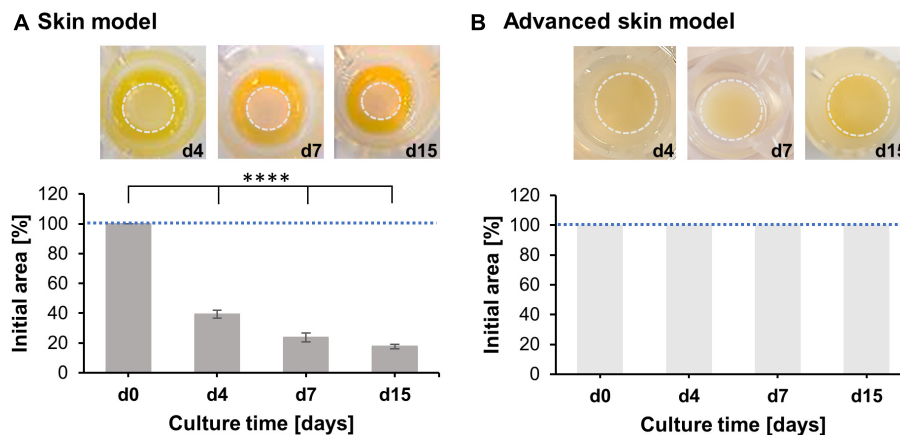 A Skin model
d4
d7
d15
****
120
100
80
60
40
20
0
Initial area [%]
d0
d4
d7
d15
Culture time [days]
B Advanced skin model
d4
d7
d15
120
100
80
60
40
20
0
Initial area [%]
d0
d4
d7
d15
Culture time [days]